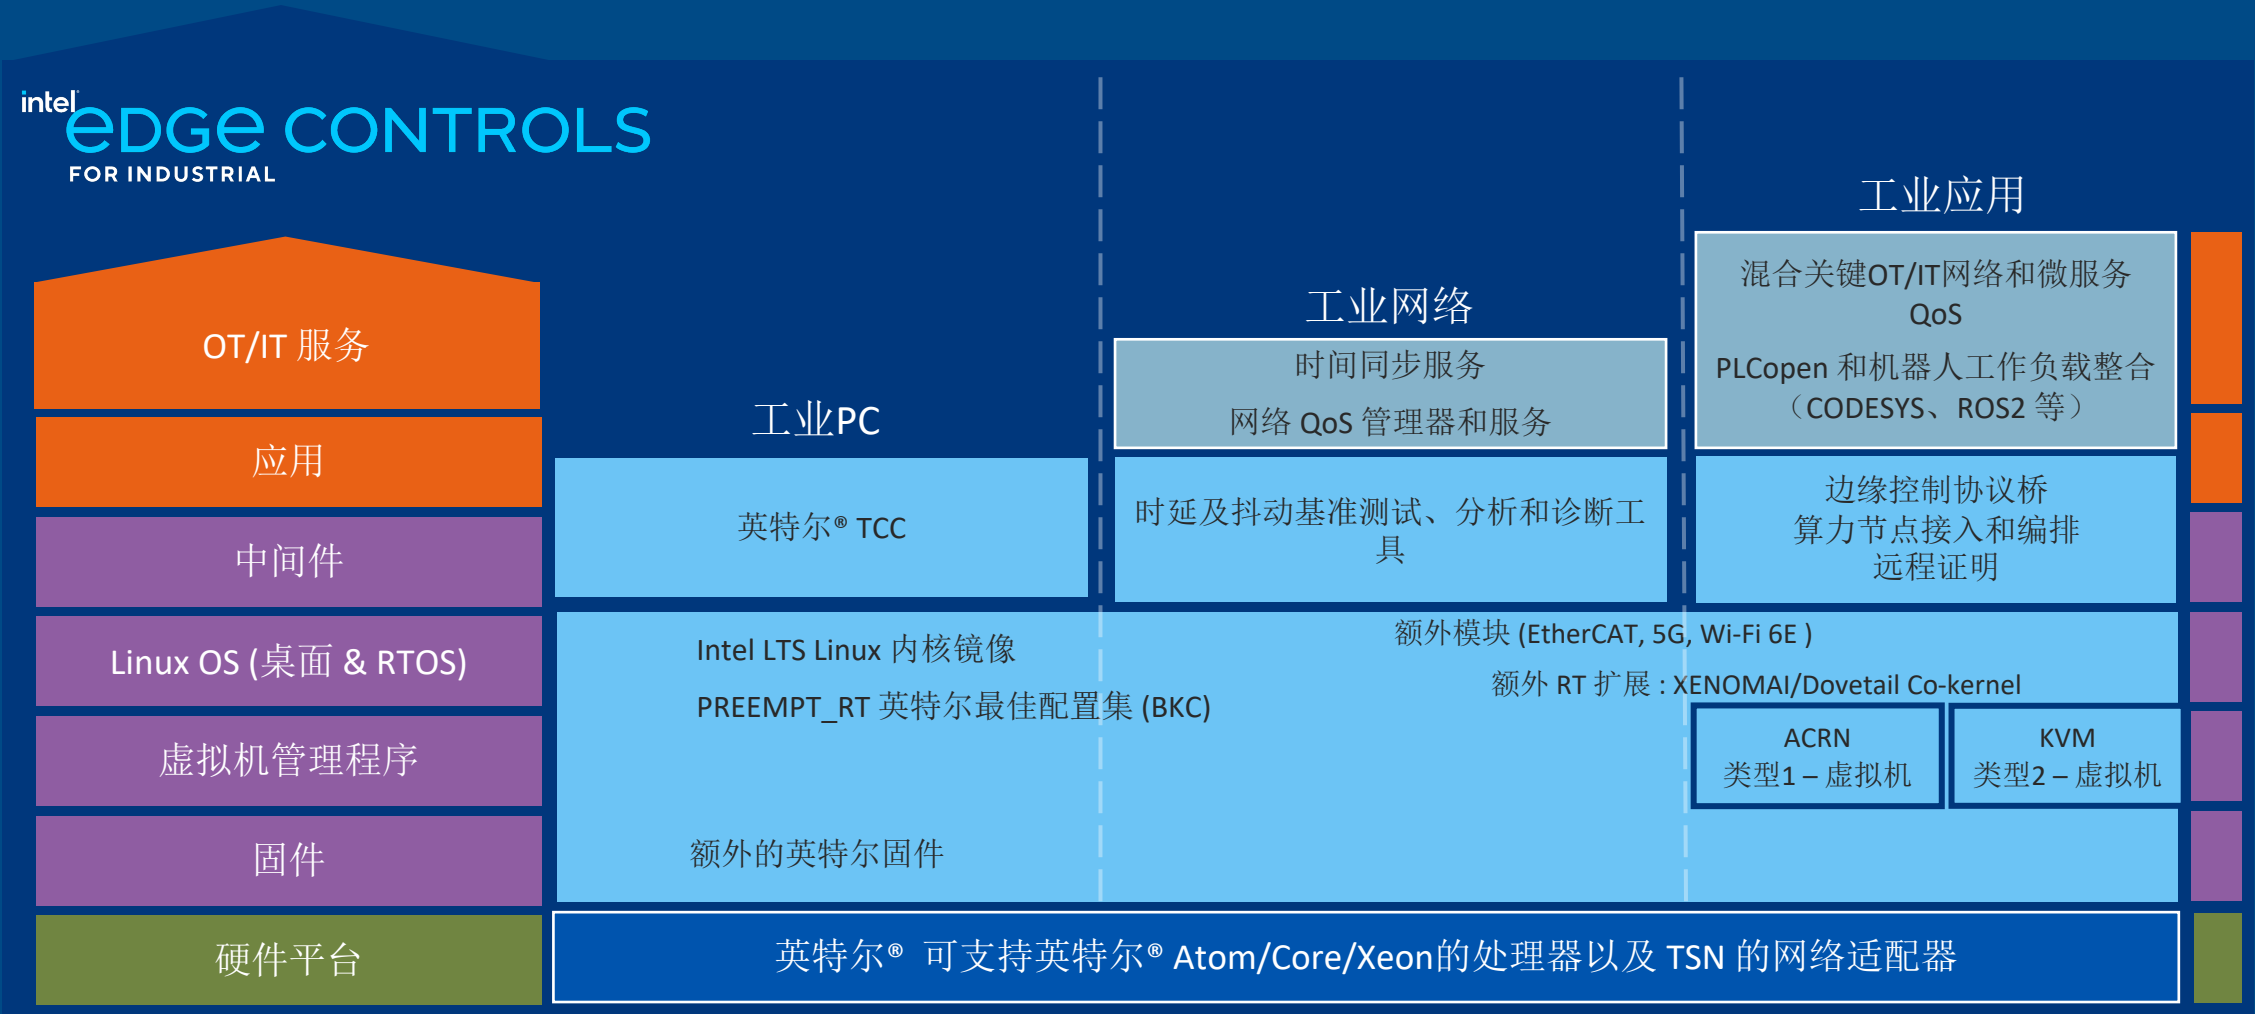 intel
eDGe CONTROLS
FOR INDUSTRIAL
OT/IT 服务
应用
中间件
Linux OS (桌面 & RTOS)
虚拟机管理程序
固件
硬件平台
工业PC
英特尔® TCC
工业网络
时间同步服务
网络 QoS 管理器和服务
时延及抖动基准测试、分析和诊断工
具
工业应用
混合关键OT/IT网络和微服务
QoS
PLCopen 和机器人工作负载整合
（CODESYS、ROS2 等）
边缘控制协议桥
算力节点接入和编排
远程证明
Intel LTS Linux 内核镜像
PREEMPT_RT 英特尔最佳配置集 (BKC)
额外模块 (EtherCAT, 5G, Wi-Fi 6E )
额外 RT 扩展 : XENOMAI/Dovetail Co-kernel
ACRN
类型1 – 虚拟机
KVM
类型2 – 虚拟机
额外的英特尔固件
英特尔® 可支持英特尔® Atom/Core/Xeon的处理器以及 TSN 的网络适配器